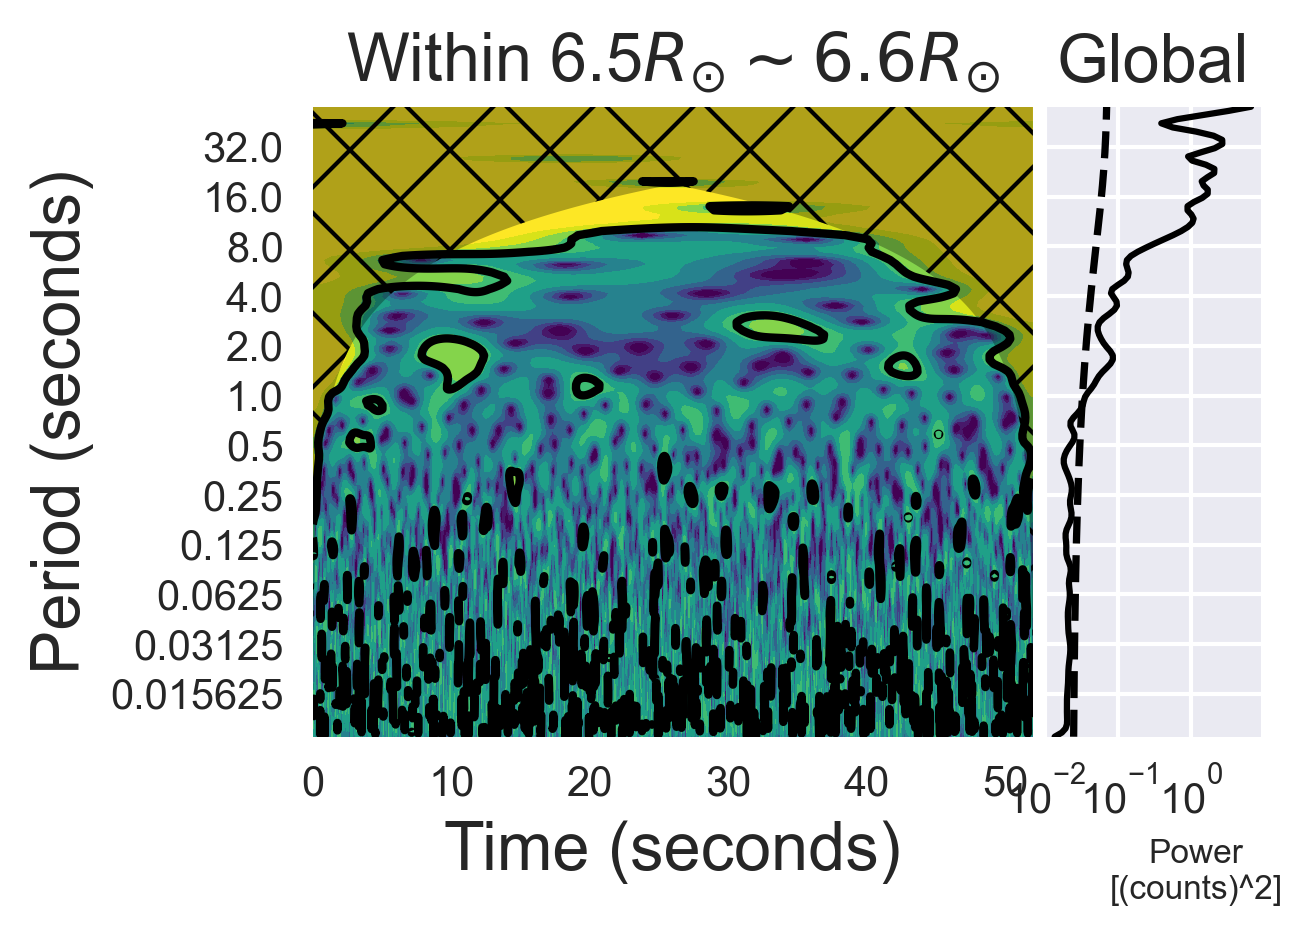 Within 6.5R⊙ ~ 6.6R⊙
Global
Period (seconds)
32.0
16.0
8.0
4.0
2.0
1.0
0.5
0.25
0.125
0.0625
0.03125
0.015625
0 10 20 30 40 50
10⁻² 10⁻¹ 10⁰
Time (seconds)
Power
[(counts)^2]